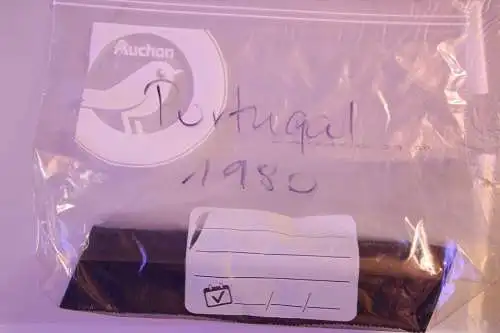 Auchan
Portugal
1980
_/_/_